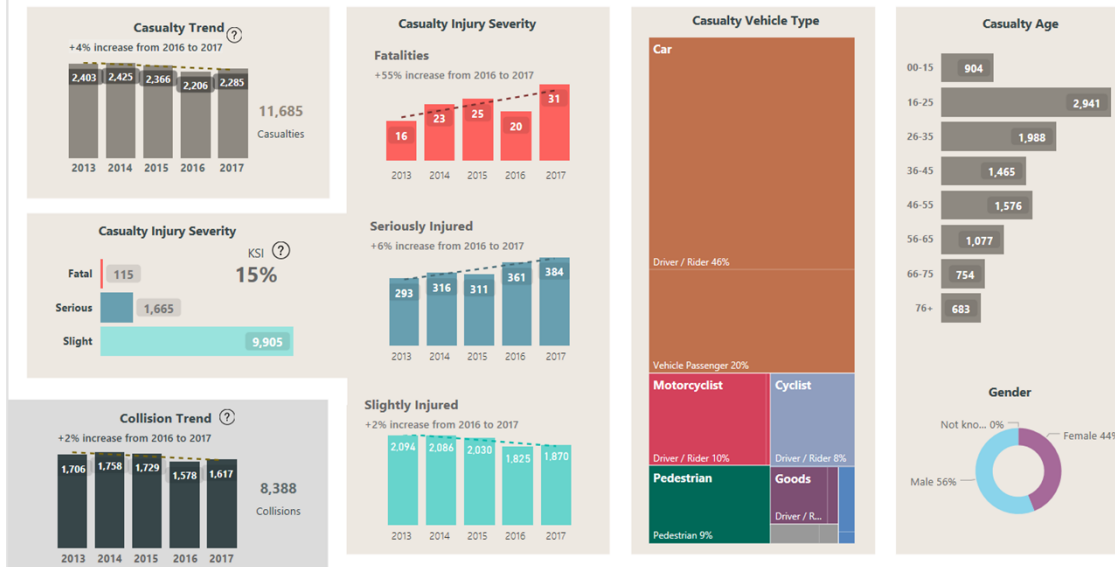 Casualty Trend
?
+4% increase from 2016 to 2017
2,403
2,425
2,366
2,206
2,285
11,685
Casualties
2013 2014 2015 2016 2017
Casualty Injury Severity
KSI
?
15%
Fatal 115
Serious 1,665
Slight 9,905
Collision Trend
?
+2% increase from 2016 to 2017
1,706
1,758
1,729
1,578
1,617
8,388
Collisions
2013 2014 2015 2016 2017
Casualty Injury Severity
Fatalities
+55% increase from 2016 to 2017
16
23
25
20
31
2013 2014 2015 2016 2017
Seriously Injured
+6% increase from 2016 to 2017
293
316
311
361
384
2013 2014 2015 2016 2017
Slightly Injured
+2% increase from 2016 to 2017
2,094
2,086
2,030
1,825
1,870
2013 2014 2015 2016 2017
Casualty Vehicle Type
Car
Driver / Rider 46%
Vehicle Passenger 20%
Motorcyclist
Driver / Rider 10%
Cyclist
Driver / Rider 8%
Pedestrian
Pedestrian 9%
Goods
Driver / R...
Casualty Age
00-15 904
16-25 2,941
26-35 1,988
36-45 1,465
46-55 1,576
56-65 1,077
66-75 754
76+ 683
Gender
Not kno... 0%
Female 44%
Male 56%